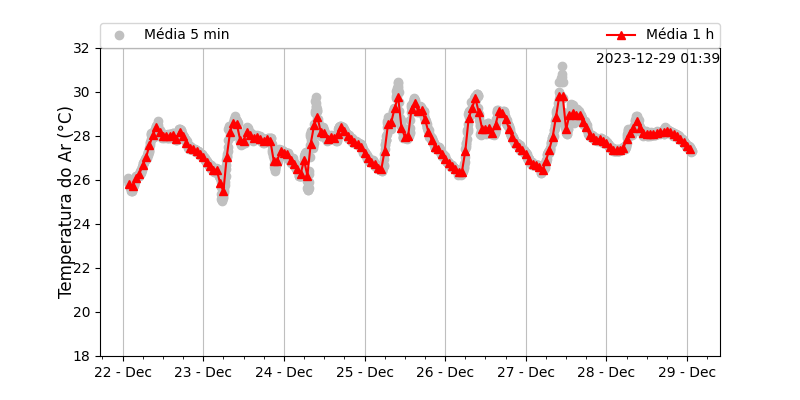 Média 5 min
Média 1 h
2023-12-29 01:39
Temperatura do Ar (°C)
32
30
28
26
24
22
20
18
22 - Dec
23 - Dec
24 - Dec
25 - Dec
26 - Dec
27 - Dec
28 - Dec
29 - Dec